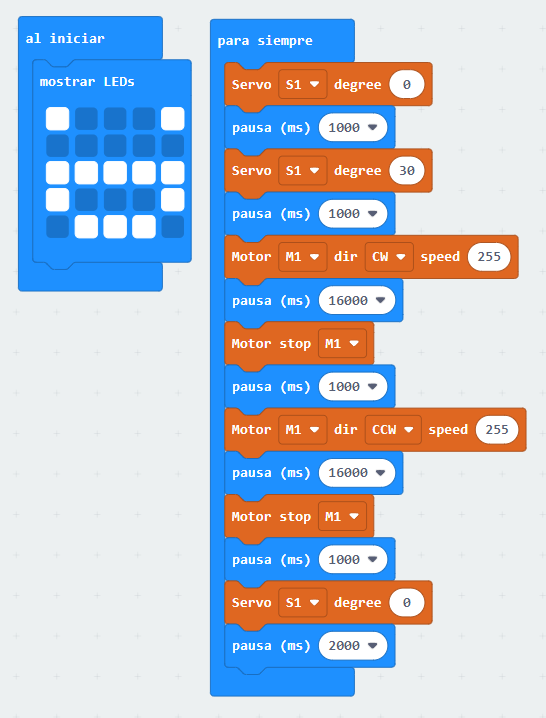 al iniciar
mostrar LEDs
para siempre
Servo S1 degree 0
pausa (ms) 1000
Servo S1 degree 30
pausa (ms) 1000
Motor M1 dir CW speed 255
pausa (ms) 16000
Motor stop M1
pausa (ms) 1000
Motor M1 dir CCW speed 255
pausa (ms) 16000
Motor stop M1
pausa (ms) 1000
Servo S1 degree 0
pausa (ms) 2000